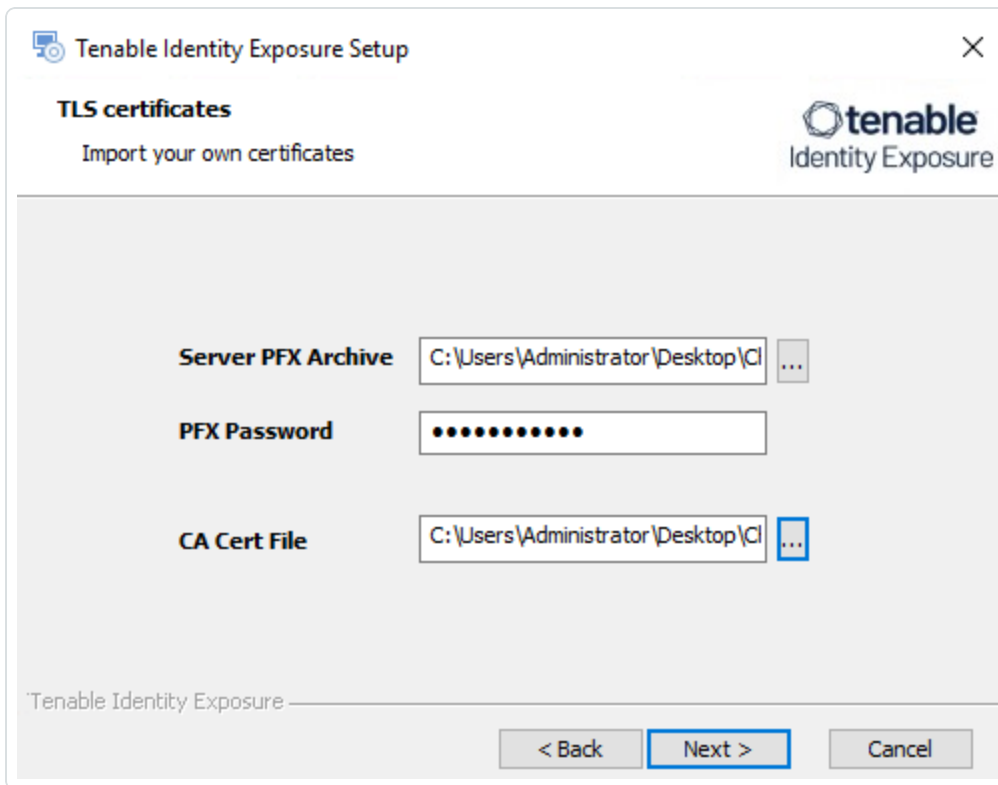 Tenable Identity Exposure Setup
TLS certificates
Import your own certificates
tenable
Identity Exposure
Server PFX Archive C:\Users\Administrator\Desktop\Cl ...
PFX Password •••••••••••
CA Cert File C:\Users\Administrator\Desktop\Cl ...
Tenable Identity Exposure
< Back Next > Cancel